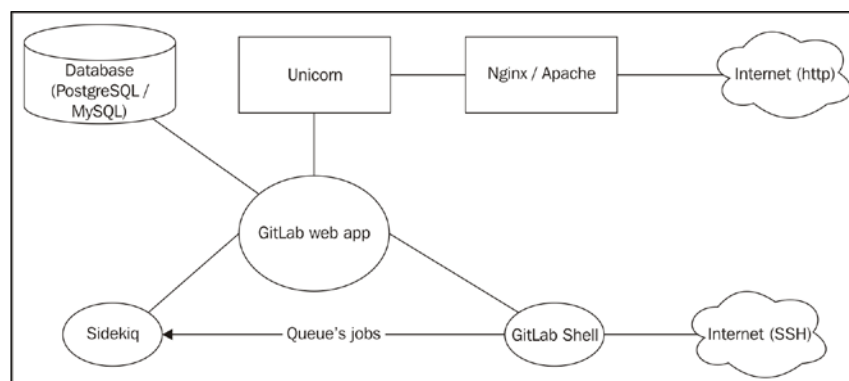 Database
(PostgreSQL /
MySQL)
Unicorn
Nginx / Apache
Internet (http)
GitLab web app
Sidekiq
Queue's jobs
GitLab Shell
Internet (SSH)